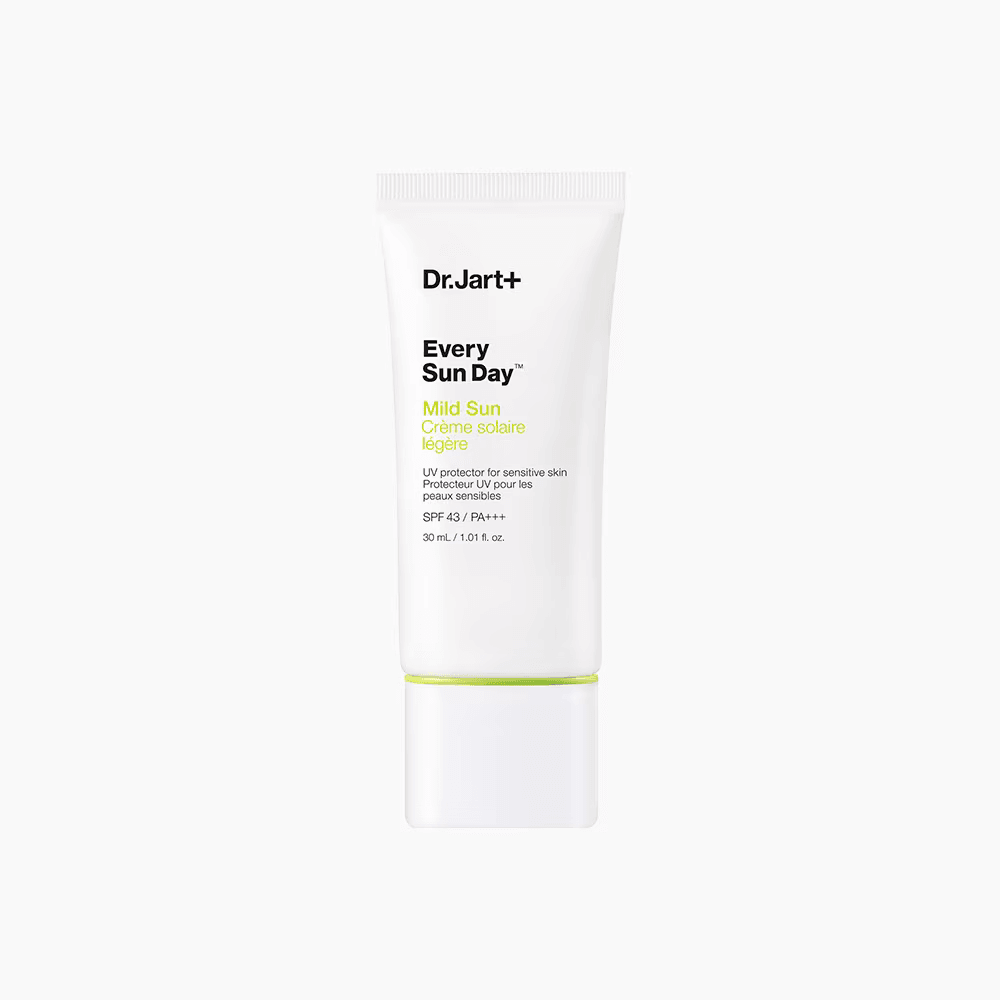 Dr.Jart+
Every
Sun Day™
Mild Sun
Crème solaire
légère
UV protector for sensitive skin
Protecteur UV pour les
peaux sensibles
SPF 43 / PA+++
30 mL / 1.01 fl. oz.